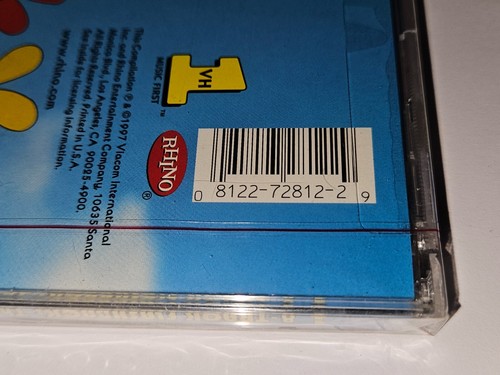 This Compilation ℗ & ©1997 Viacom International
Inc. and Rhino Entertainment Company, 10635 Santa
Monica Blvd., Los Angeles, CA 90025-4900.
All Rights Reserved. Printed in U.S.A.
See inside for licensing information.
www.rhino.com
VH
1
MUSIC FIRST™
RHINO®
0 8122-72812-2 9